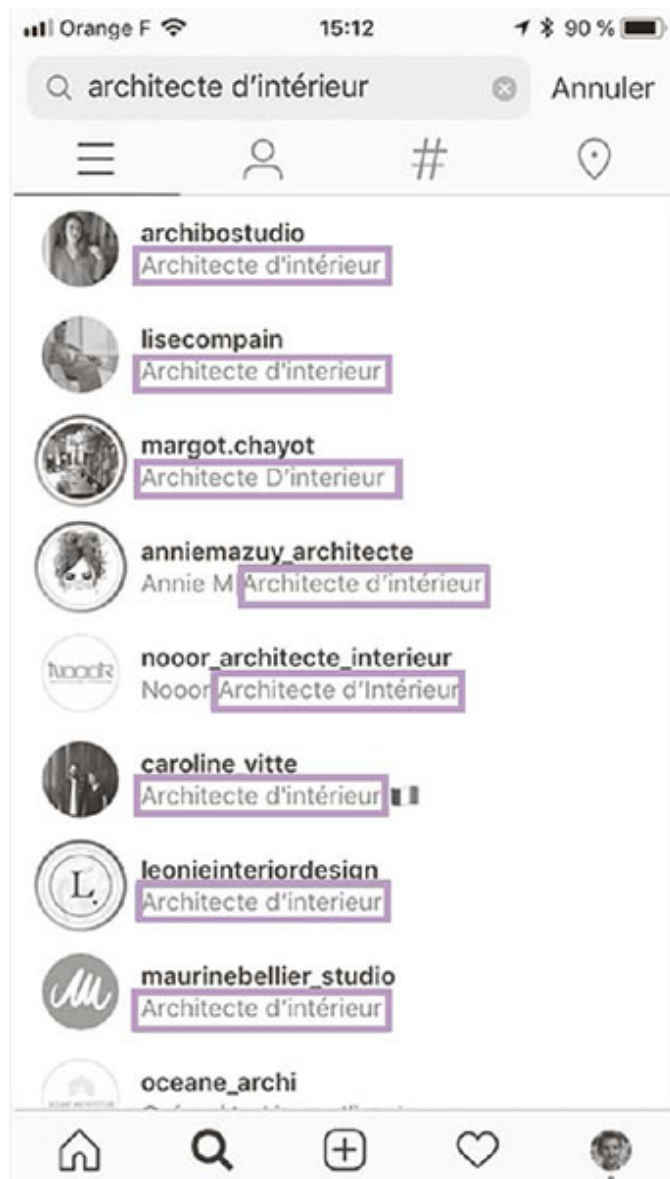 Orange F 15:12 90 %
architecte d'intérieur Annuler
archibostudio
Architecte d'intérieur
lisecompain
Architecte d'interieur
margot.chayot
Architecte D'interieur
anniemazuy_architecte
Annie M Architecte d'intérieur
NOOOR
nooor_architecte_interieur
Nooor Architecte d'Intérieur
caroline vitte
Architecte d'intérieur
L.
leonieinteriordesign
Architecte d'interieur
maurinebellier_studio
Architecte d'intérieur
oceane_archi